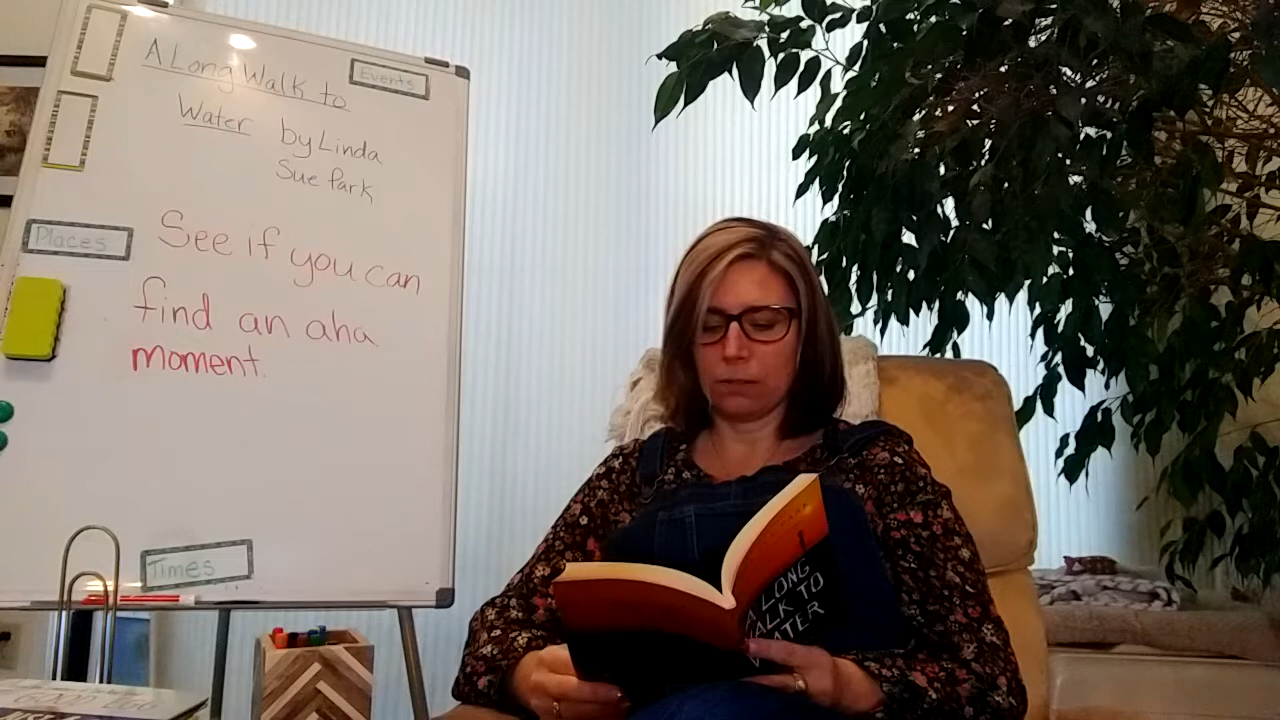 A Long Walk to
Water by Linda
Sue Park
Events
Places
See if you can
find an aha
moment.
Times
A LONG
WALK TO
WATER